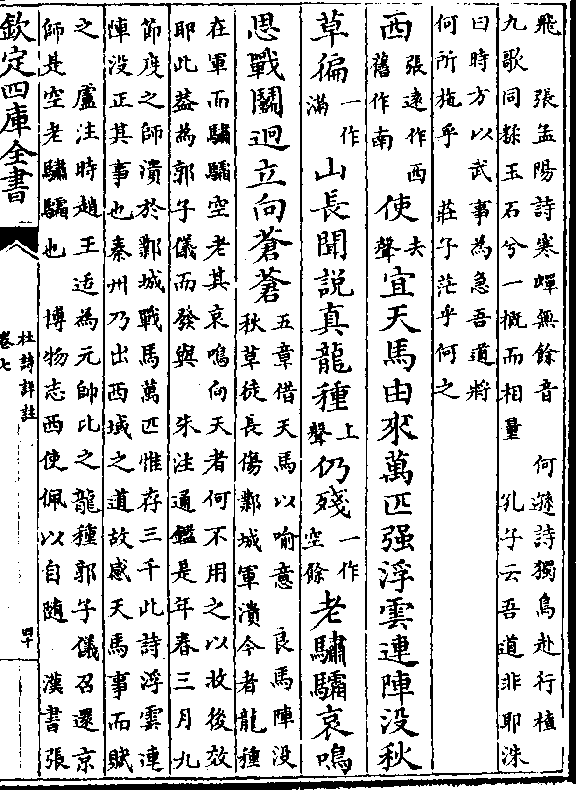 飛　張孟陽詩寒蟬無餘音　何遜詩獨鳥赴行楂
九歌同糅玉石兮一概而相量　孔子云吾道非耶洙
曰時方以武事為急吾道將
何所施乎　莊子茫乎何之
西張遠作西舊作南使去聲宜天馬由來萬匹强浮雲連陣没秋
草徧一作滿山長聞説真龍種上聲仍殘一作空餘老驌驦哀鳴
思戰鬬迥立向蒼蒼五章借天馬以喻意　良馬陣没
秋草徒長傷鄴城軍潰今者龍種
在軍而驌驦空老其哀鳴向天者何不用之以故後效
耶此蓋為郭子儀而發與　朱注通鑑是年春三月九
節度之師潰於鄴城戰馬萬匹惟存三千此詩浮雲連
陣没正其事也秦州乃出西域之道故感天馬事而賦
之　盧注時趙王适為元帥比之龍種郭子儀召還京
師是空老驌驦也　博物志西使佩以自隨　漢書張
欽定四庫全書
杜詩詳註
卷七
四十